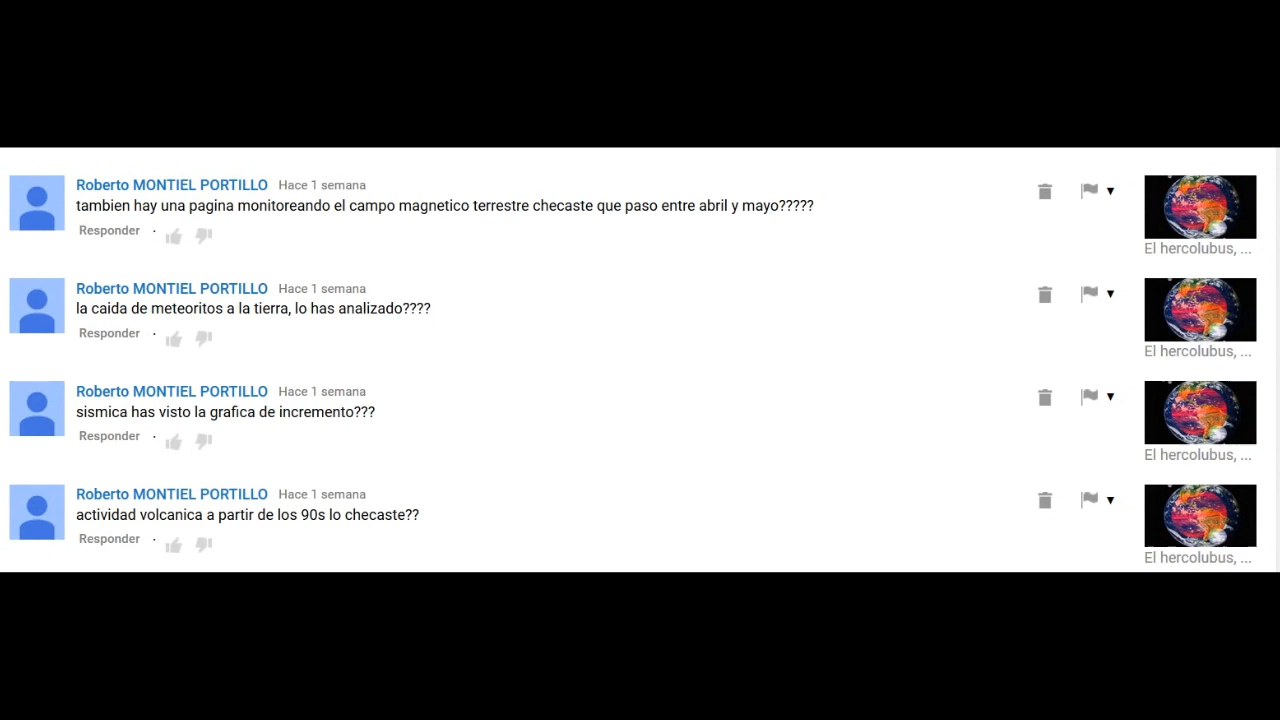 Roberto MONTIEL PORTILLO Hace 1 semana
tambien hay una pagina monitoreando el campo magnetico terrestre checaste que paso entre abril y mayo?????
Responder ·
El hercolubus, ...
Roberto MONTIEL PORTILLO Hace 1 semana
la caida de meteoritos a la tierra, lo has analizado????
Responder ·
El hercolubus, ...
Roberto MONTIEL PORTILLO Hace 1 semana
sismica has visto la grafica de incremento???
Responder ·
El hercolubus, ...
Roberto MONTIEL PORTILLO Hace 1 semana
actividad volcanica a partir de los 90s lo checaste??
Responder ·
El hercolubus, ...